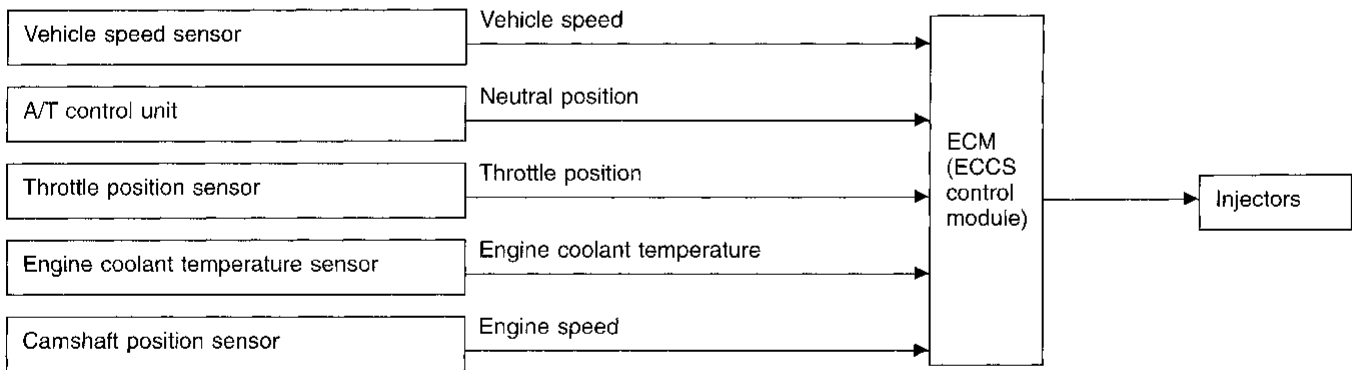 Vehicle speed sensor
Vehicle speed
A/T control unit
Neutral position
Throttle position sensor
Throttle position
Engine coolant temperature sensor
Engine coolant temperature
Camshaft position sensor
Engine speed
ECM
(ECCS
control
module)
Injectors